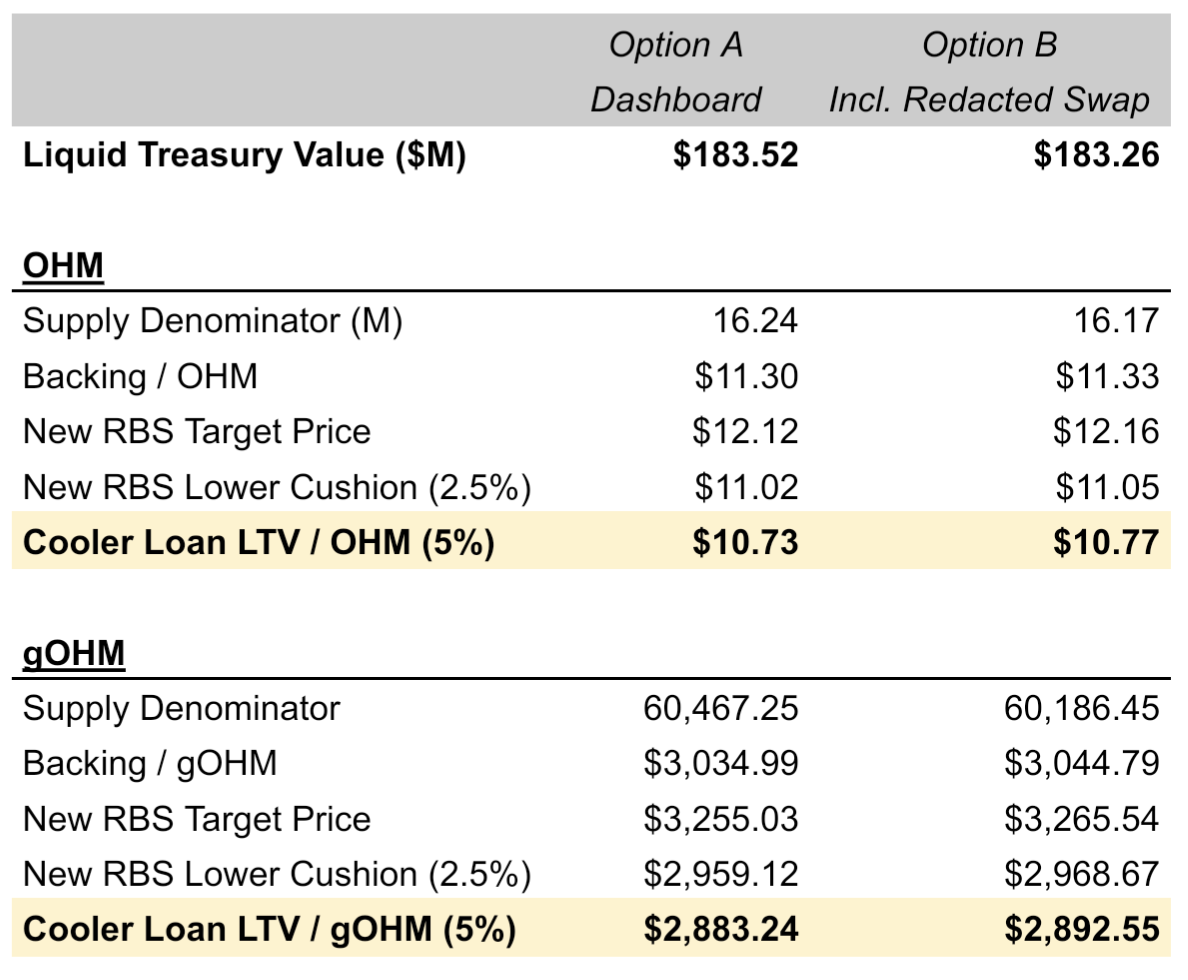 Option A Option B
Dashboard Incl. Redacted Swap
Liquid Treasury Value ($M) $183.52 $183.26
OHM
Supply Denominator (M) 16.24 16.17
Backing / OHM $11.30 $11.33
New RBS Target Price $12.12 $12.16
New RBS Lower Cushion (2.5%) $11.02 $11.05
Cooler Loan LTV / OHM (5%) $10.73 $10.77
gOHM
Supply Denominator 60,467.25 60,186.45
Backing / gOHM $3,034.99 $3,044.79
New RBS Target Price $3,255.03 $3,265.54
New RBS Lower Cushion (2.5%) $2,959.12 $2,968.67
Cooler Loan LTV / gOHM (5%) $2,883.24 $2,892.55